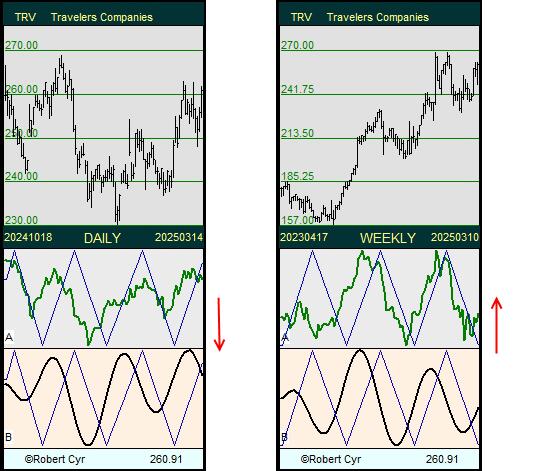 TRV Travelers Companies
270.00
260.00
250.00
240.00
230.00
20241018 DAILY 20250314
A
B
©Robert Cyr 260.91
TRV Travelers Companies
270.00
241.75
213.50
185.25
157.00
20230417 WEEKLY 20250310
A
B
©Robert Cyr 260.91